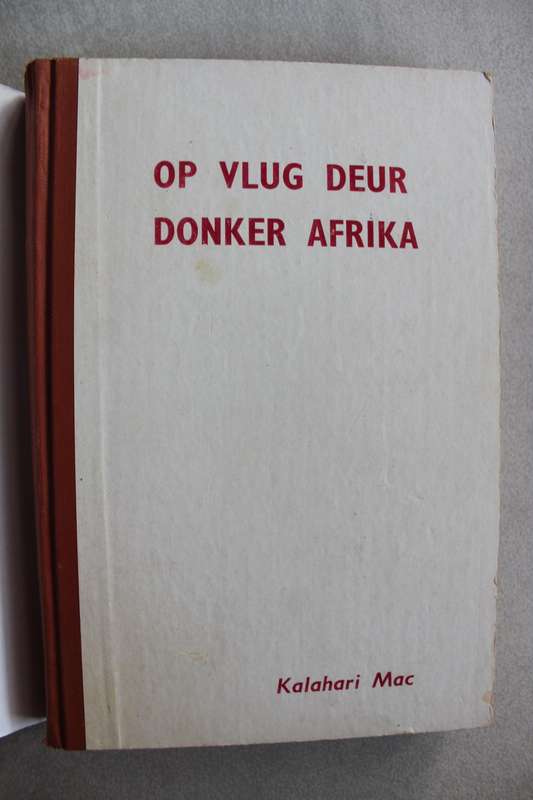 OP VLUG DEUR
DONKER AFRIKA
Kalahari Mac